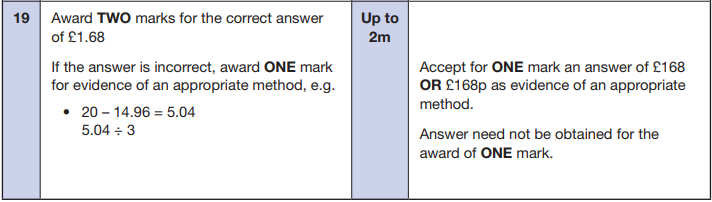 19
Award TWO marks for the correct answer
of £1.68
If the answer is incorrect, award ONE mark
for evidence of an appropriate method, e.g.
• 20 – 14.96 = 5.04
5.04 ÷ 3
Up to
2m
Accept for ONE mark an answer of £168
OR £168p as evidence of an appropriate
method.
Answer need not be obtained for the
award of ONE mark.